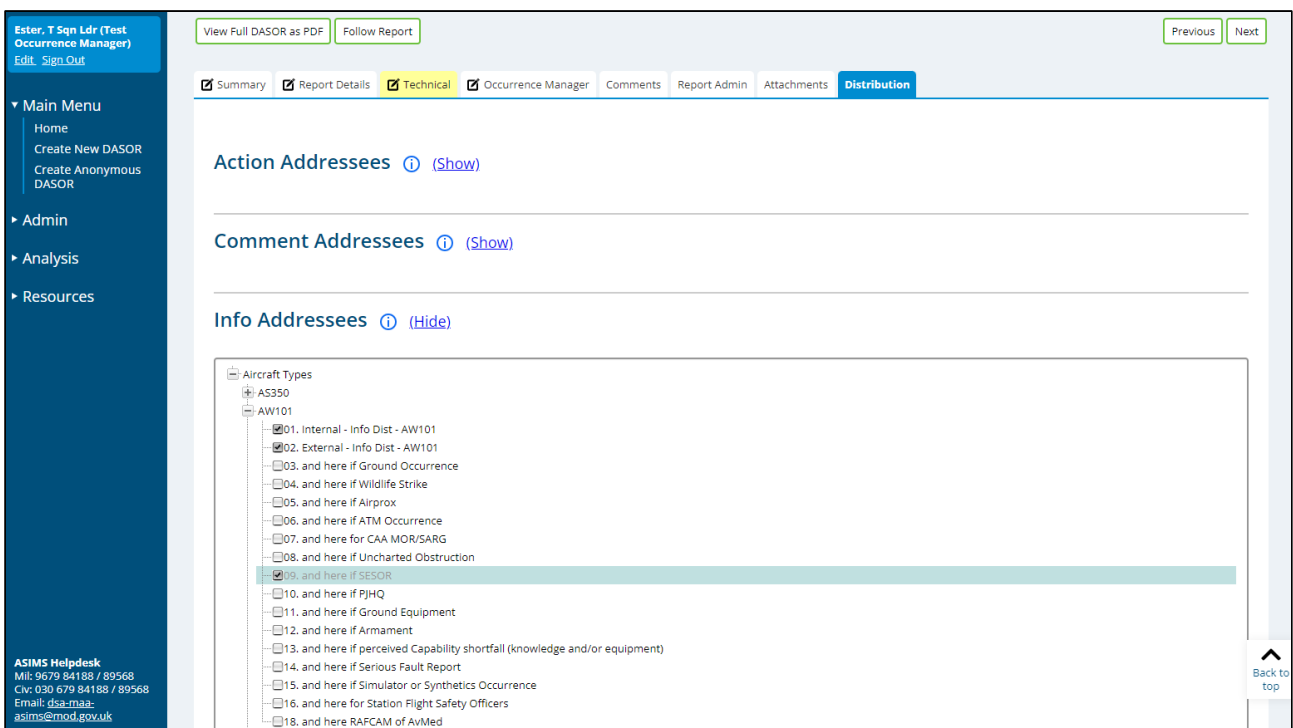 Ester, T Sqn Ldr (Test
Occurrence Manager)
Edit Sign Out
Main Menu
Home
Create New DASOR
Create Anonymous
DASOR
Admin
Analysis
Resources
ASIMS Helpdesk
Mil: 9679 84188 / 89568
Civ: 030 679 84188 / 89568
Email: dsa-maa-
asims@mod.gov.uk
View Full DASOR as PDF Follow Report Previous Next
Summary Report Details Technical Occurrence Manager Comments Report Admin Attachments Distribution
Action Addressees (Show)
Comment Addressees (Show)
Info Addressees (Hide)
Aircraft Types
AS350
AW101
01. Internal - Info Dist - AW101
02. External - Info Dist - AW101
03. and here if Ground Occurrence
04. and here if Wildlife Strike
05. and here if Airprox
06. and here if ATM Occurrence
07. and here for CAA MOR/SARG
08. and here if Uncharted Obstruction
09. and here if SESOR
10. and here if PJHQ
11. and here if Ground Equipment
12. and here if Armament
13. and here if perceived Capability shortfall (knowledge and/or equipment)
14. and here if Serious Fault Report
15. and here if Simulator or Synthetics Occurrence
16. and here for Station Flight Safety Officers
18. and here RAFCAM of AvMed
Back to
top